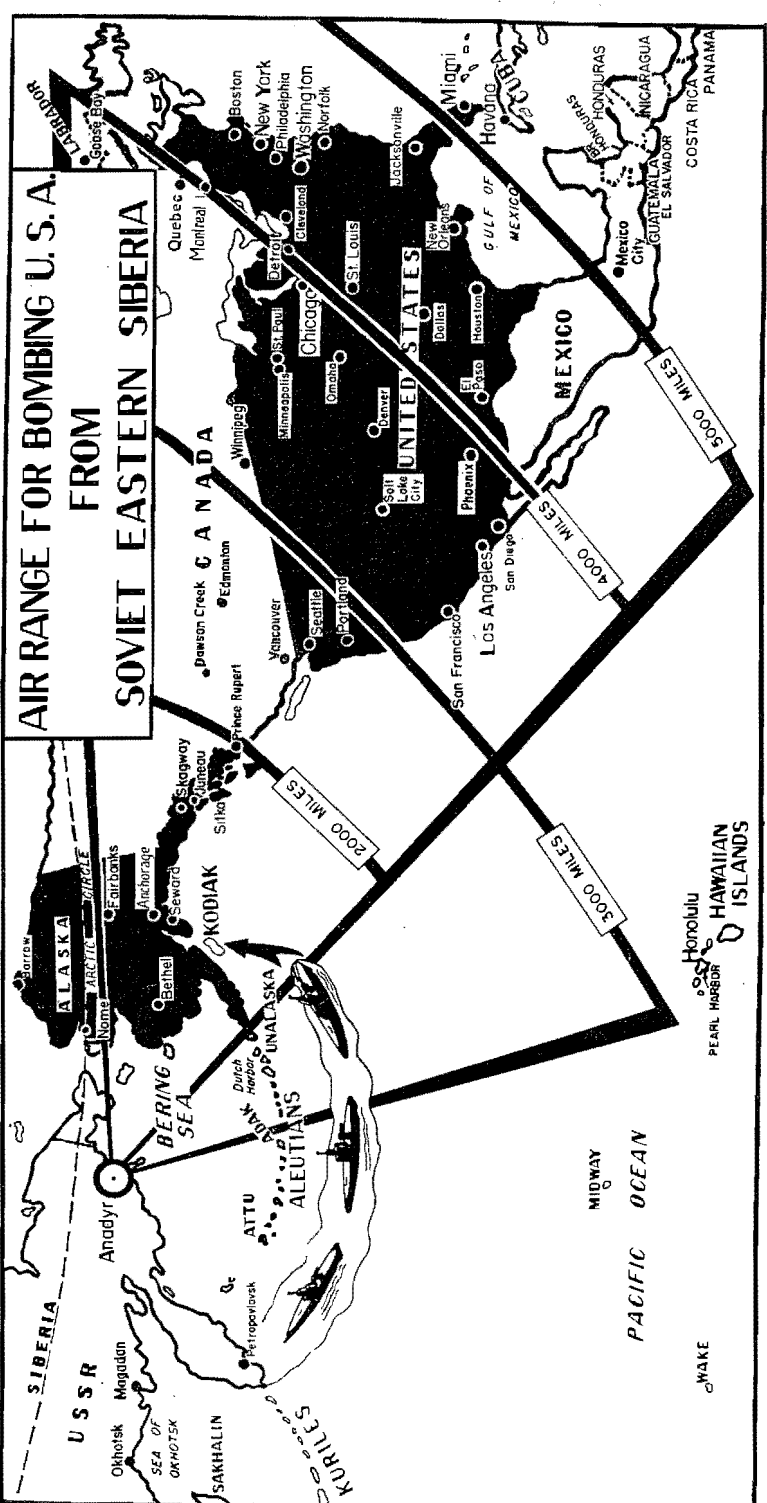 AIR RANGE FOR BOMBING U. S. A.
FROM
SOVIET EASTERN SIBERIA
SIBERIA
USSR
Okhotsk
Magadan
SEA OF
OKHOTSK
SAKHALIN
KURILES
Petropavlovsk
Anadyr
BERING
SEA
ATTU
ALEUTIANS
ADAK
Dutch
Harbor
UNALASKA
KODIAK
Barrow
ALASKA
ARCTIC CIRCLE
Nome
Fairbanks
Anchorage
Seward
Bethel
Skagway
Juneau
Sitka
Prince Rupert
CANADA
Dawson Creek
Edmonton
Vancouver
Winnipeg
Quebec
Montreal
LABRADOR
Goose Bay
UNITED STATES
Seattle
Portland
San Francisco
Los Angeles
San Diego
Salt
Lake
City
Phoenix
Denver
El
Paso
Omaha
Minneapolis
St. Paul
Chicago
Detroit
Cleveland
St. Louis
Dallas
Houston
New
Orleans
Boston
New York
Philadelphia
Washington
Norfolk
Jacksonville
Miami
Havana
CUBA
GULF OF
MEXICO
MEXICO
Mexico
City
BR. HONDURAS
HONDURAS
NICARAGUA
GUATEMALA
EL SALVADOR
COSTA RICA
PANAMA
2000 MILES
3000 MILES
4000 MILES
5000 MILES
Honolulu
PEARL HARBOR
HAWAIIAN
ISLANDS
MIDWAY
WAKE
PACIFIC OCEAN